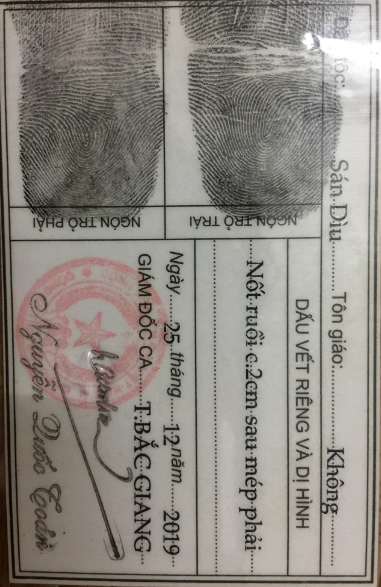 Dân tộc: Sán Dìu Tôn giáo: Không
NGÓN TRỎ TRÁI
DẤU VẾT RIÊNG VÀ DỊ HÌNH
Nốt ruồi c.2cm sau mép phải
NGÓN TRỎ PHẢI
Ngày 25 tháng 12 năm 2019
GIÁM ĐỐC CA T.BẮC GIANG
Nguyễn Quốc Toản